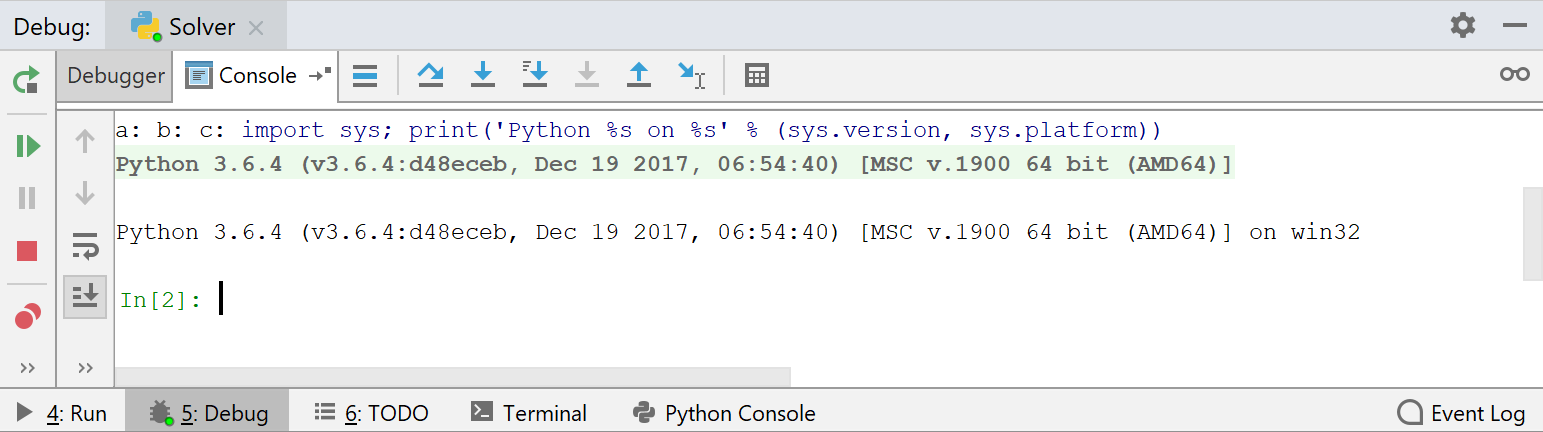 Debug: Solver
Debugger Console
a: b: c: import sys; print('Python %s on %s' % (sys.version, sys.platform))
Python 3.6.4 (v3.6.4:d48eceb, Dec 19 2017, 06:54:40) [MSC v.1900 64 bit (AMD64)]
Python 3.6.4 (v3.6.4:d48eceb, Dec 19 2017, 06:54:40) [MSC v.1900 64 bit (AMD64)] on win32
In[2]:
4: Run 5: Debug 6: TODO Terminal Python Console Event Log